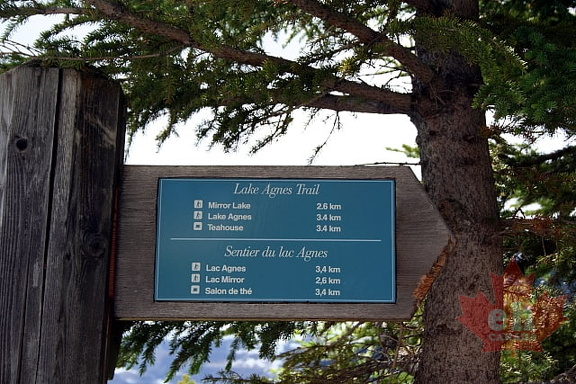 Lake Agnes Trail
Mirror Lake 2.6 km
Lake Agnes 3.4 km
Teahouse 3.4 km
Sentier du lac Agnes
Lac Agnes 3,4 km
Lac Mirror 2,6 km
Salon de thé 3,4 km
eh